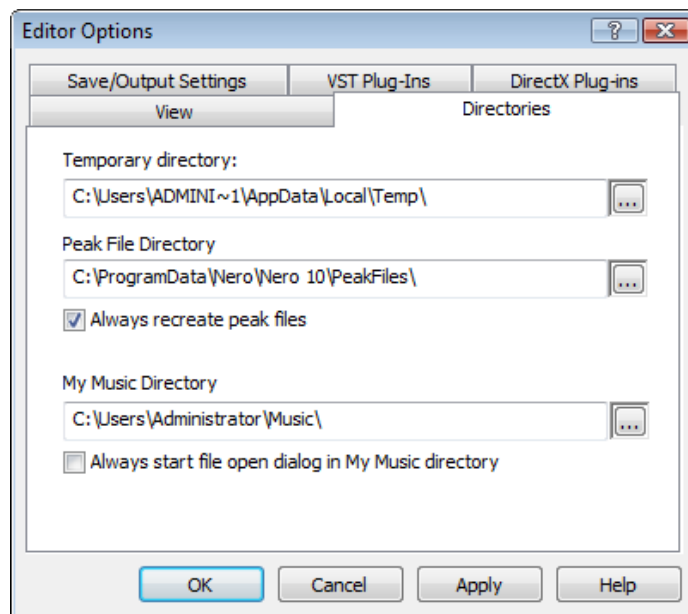 Editor Options
Save/Output Settings VST Plug-Ins DirectX Plug-ins
View Directories
Temporary directory:
C:\Users\ADMINI~1\AppData\Local\Temp\ ...
Peak File Directory
C:\ProgramData\Nero\Nero 10\PeakFiles\ ...
Always recreate peak files
My Music Directory
C:\Users\Administrator\Music\ ...
Always start file open dialog in My Music directory
OK Cancel Apply Help